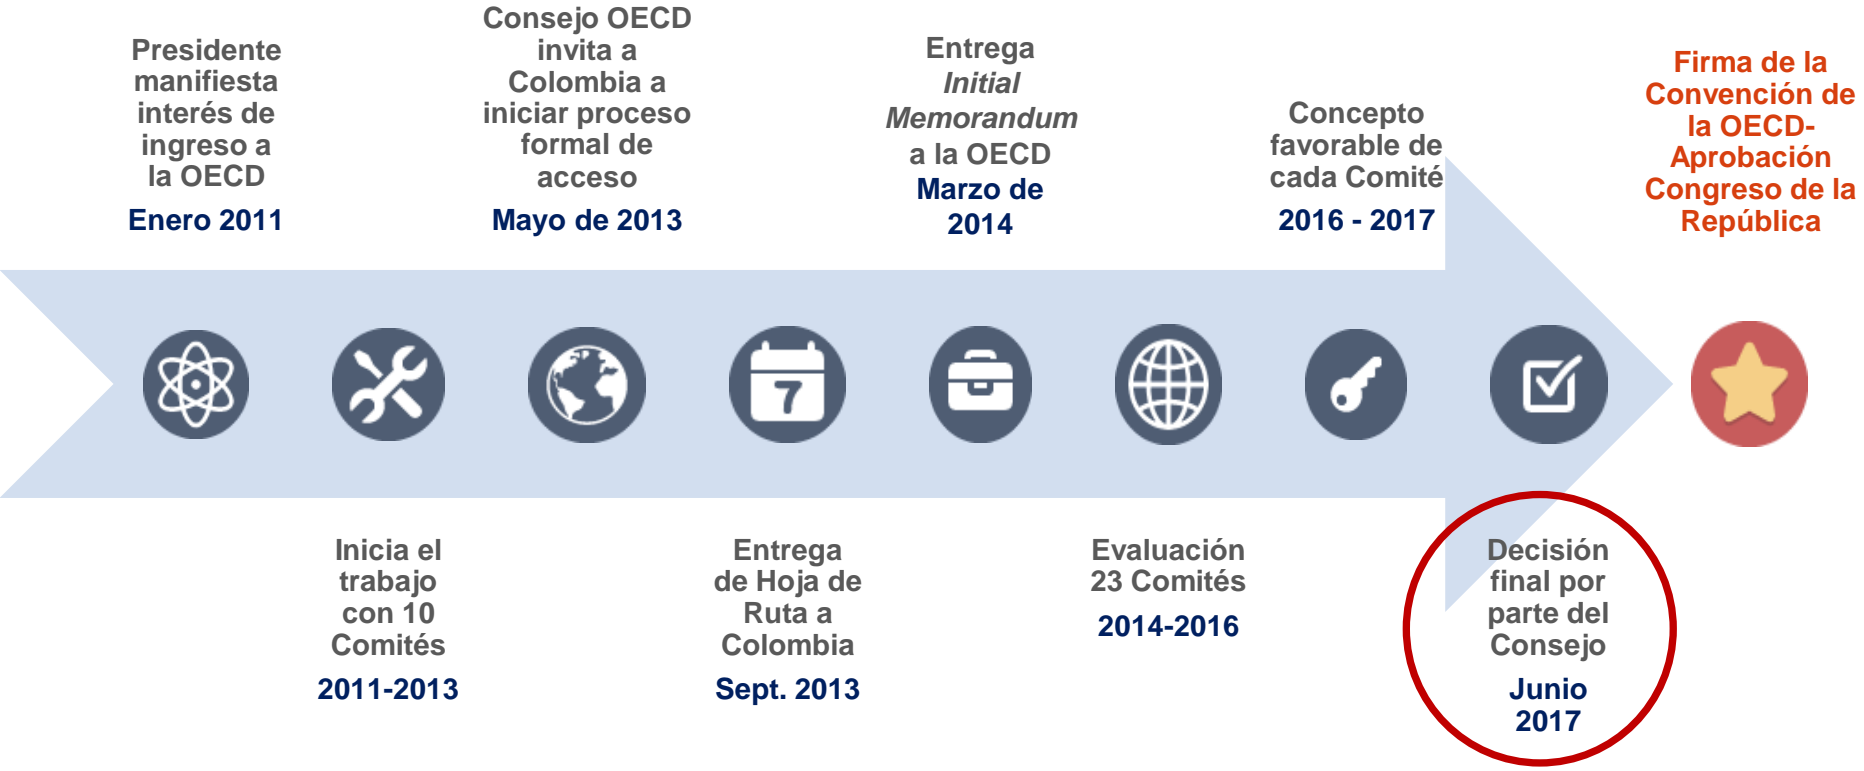 Presidente
manifiesta
interés de
ingreso a
la OECD
Enero 2011
Inicia el
trabajo
con 10
Comités
2011-2013
Consejo OECD
invita a
Colombia a
iniciar proceso
formal de
acceso
Mayo de 2013
Entrega
de Hoja de
Ruta a
Colombia
Sept. 2013
7
Entrega
Initial
Memorandum
a la OECD
Marzo de
2014
Evaluación
23 Comités
2014-2016
Concepto
favorable de
cada Comité
2016 - 2017
Decisión
final por
parte del
Consejo
Junio
2017
Firma de la
Convención de
la OECD-
Aprobación
Congreso de la
República